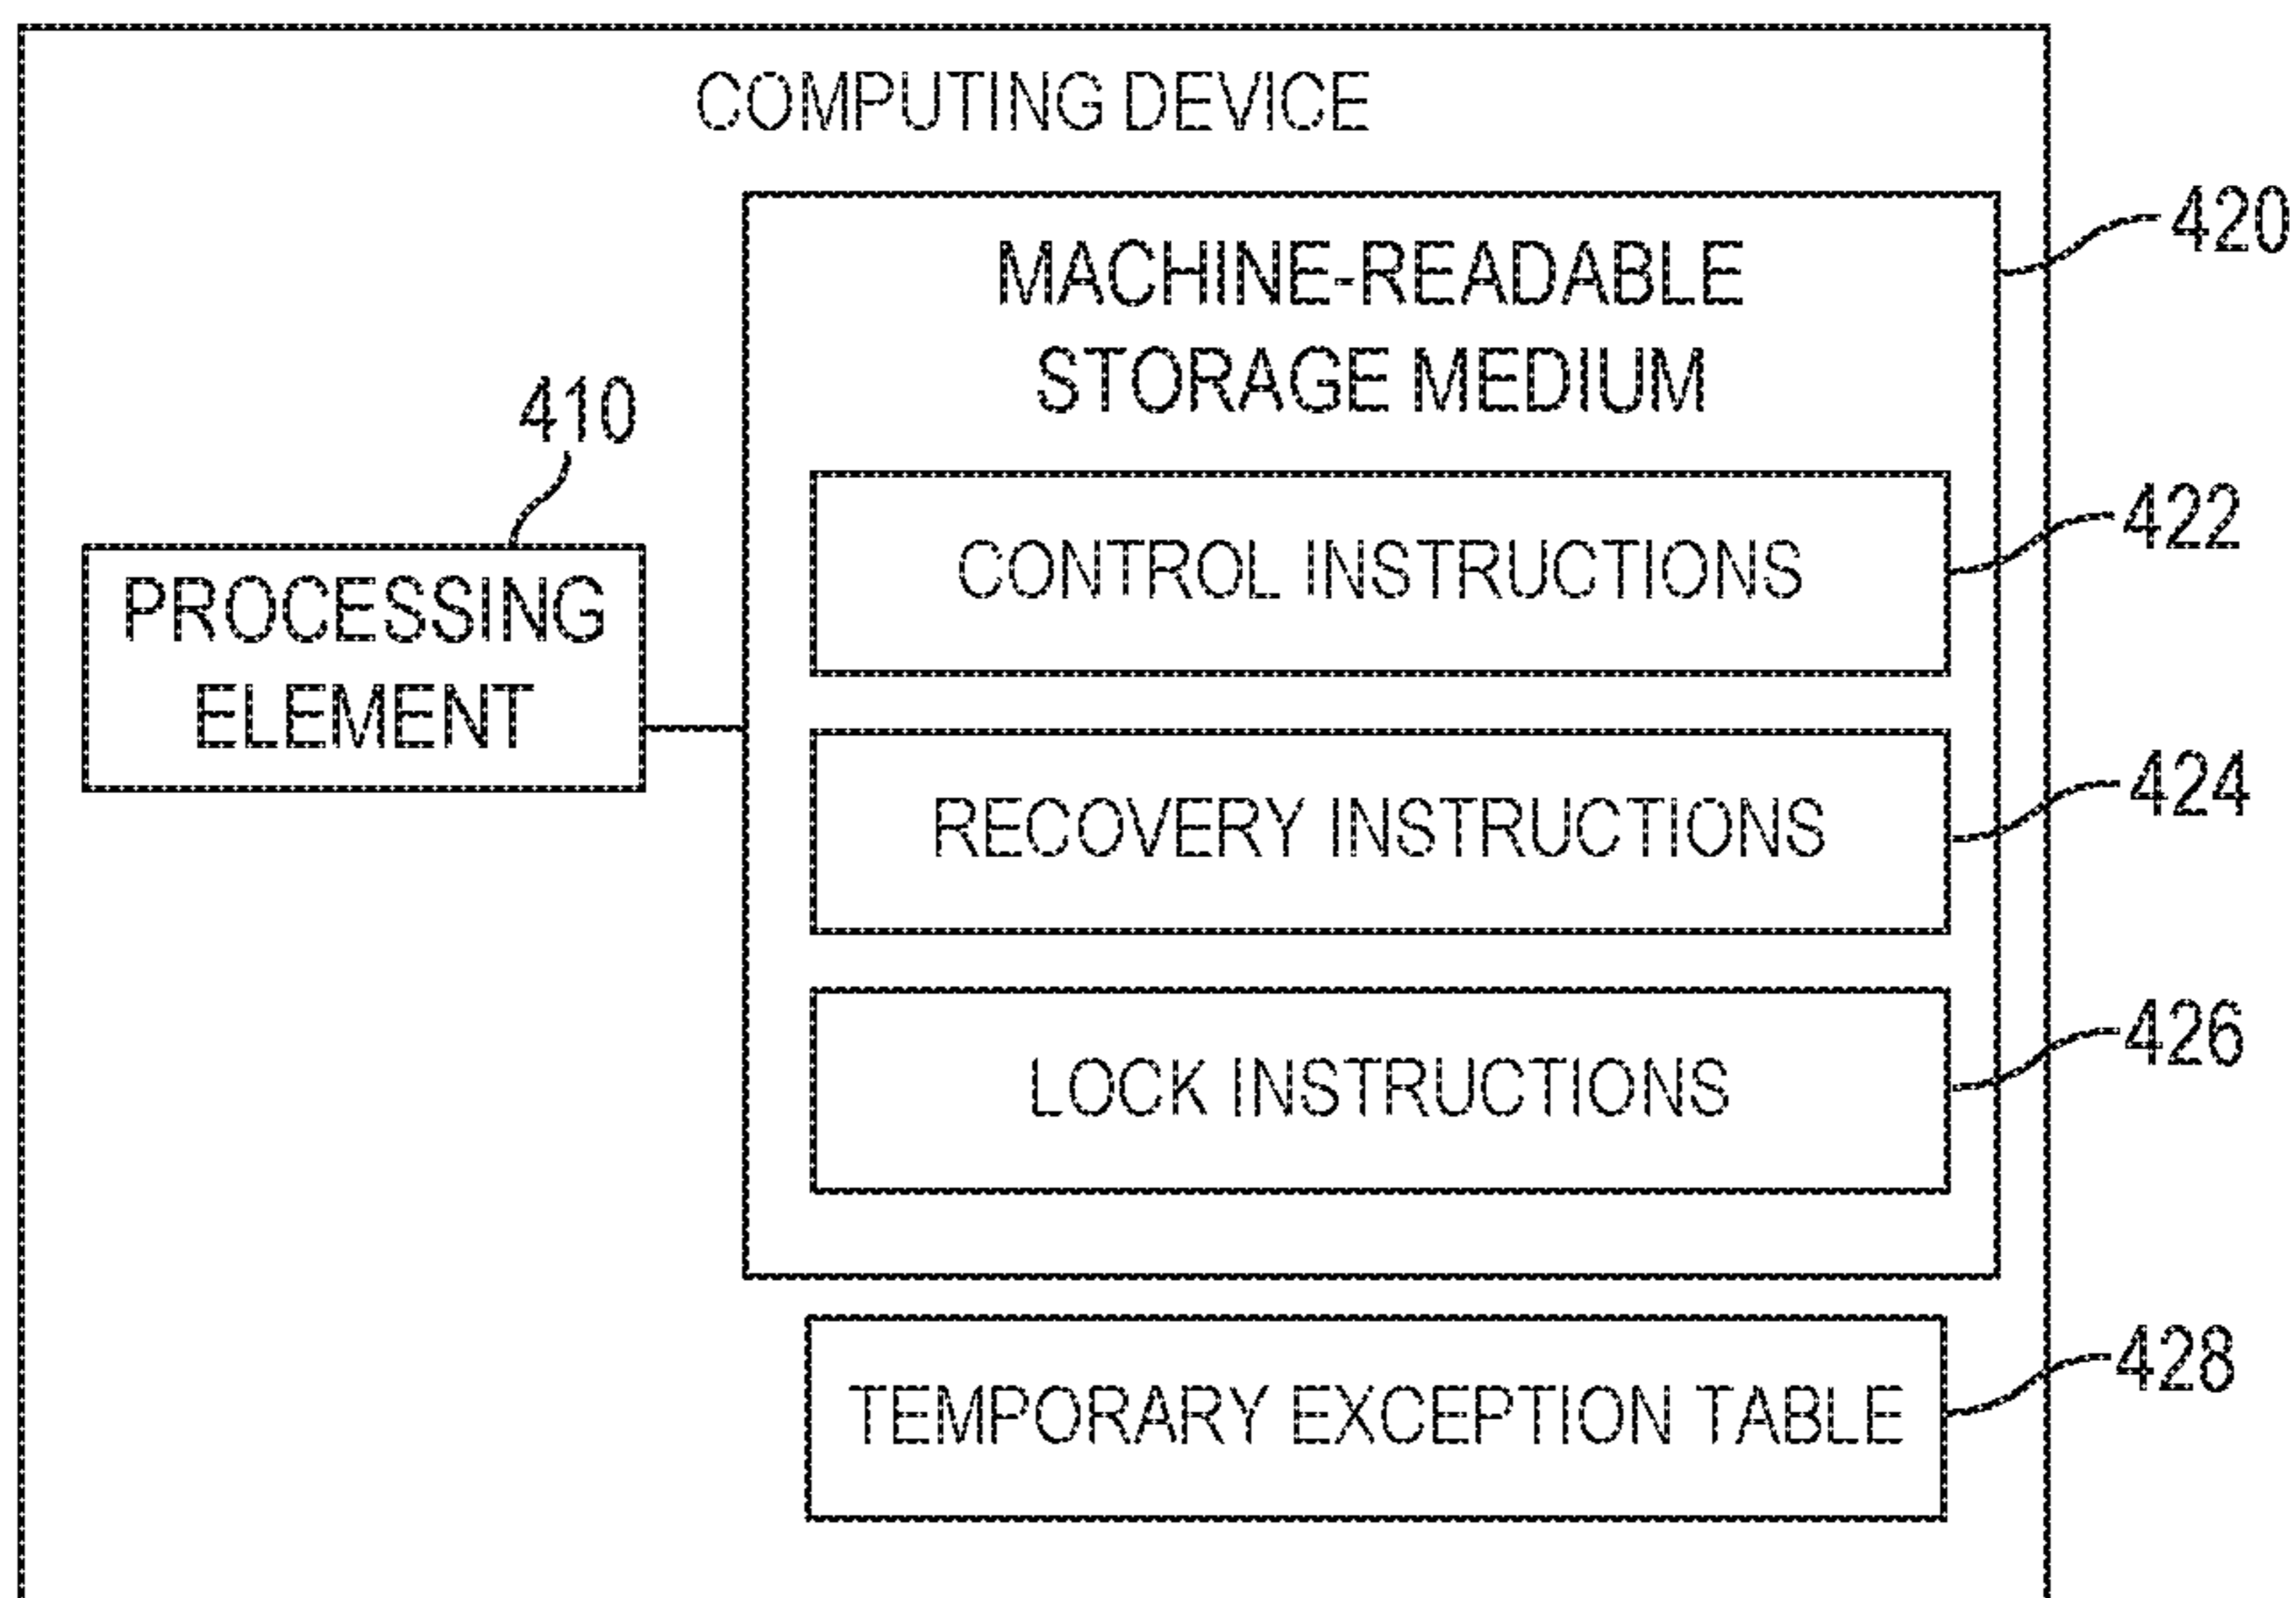 COMPUTING DEVICE
420
MACHINE-READABLE
STORAGE MEDIUM
410
422
CONTROL INSTRUCTIONS
PROCESSING
ELEMENT
424
RECOVERY INSTRUCTIONS
426
LOCK INSTRUCTIONS
428
TEMPORARY EXCEPTION TABLE